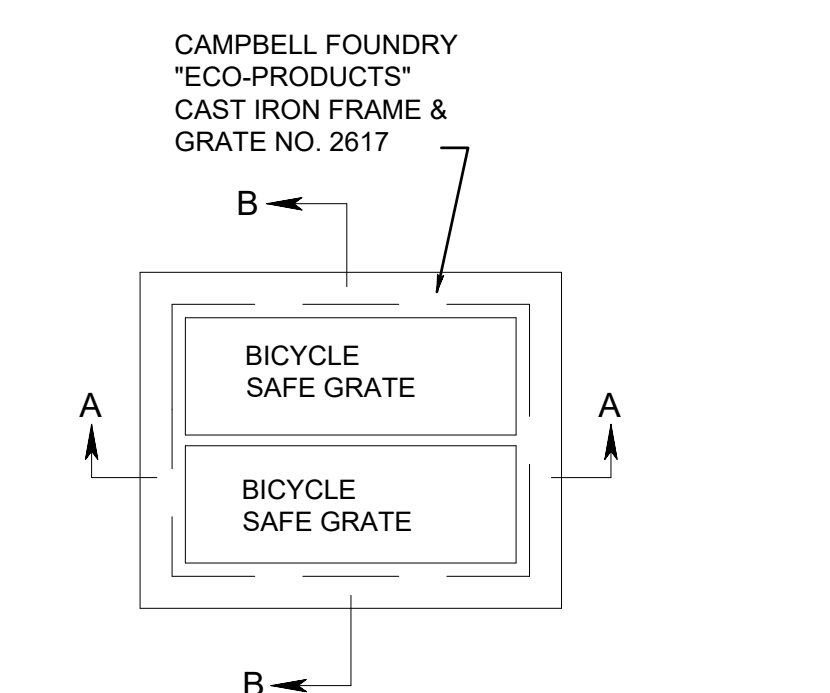 CAMPBELL FOUNDRY
"ECO-PRODUCTS"
CAST IRON FRAME &
GRATE NO. 2617
B
BICYCLE
SAFE GRATE
A
A
BICYCLE
SAFE GRATE
B